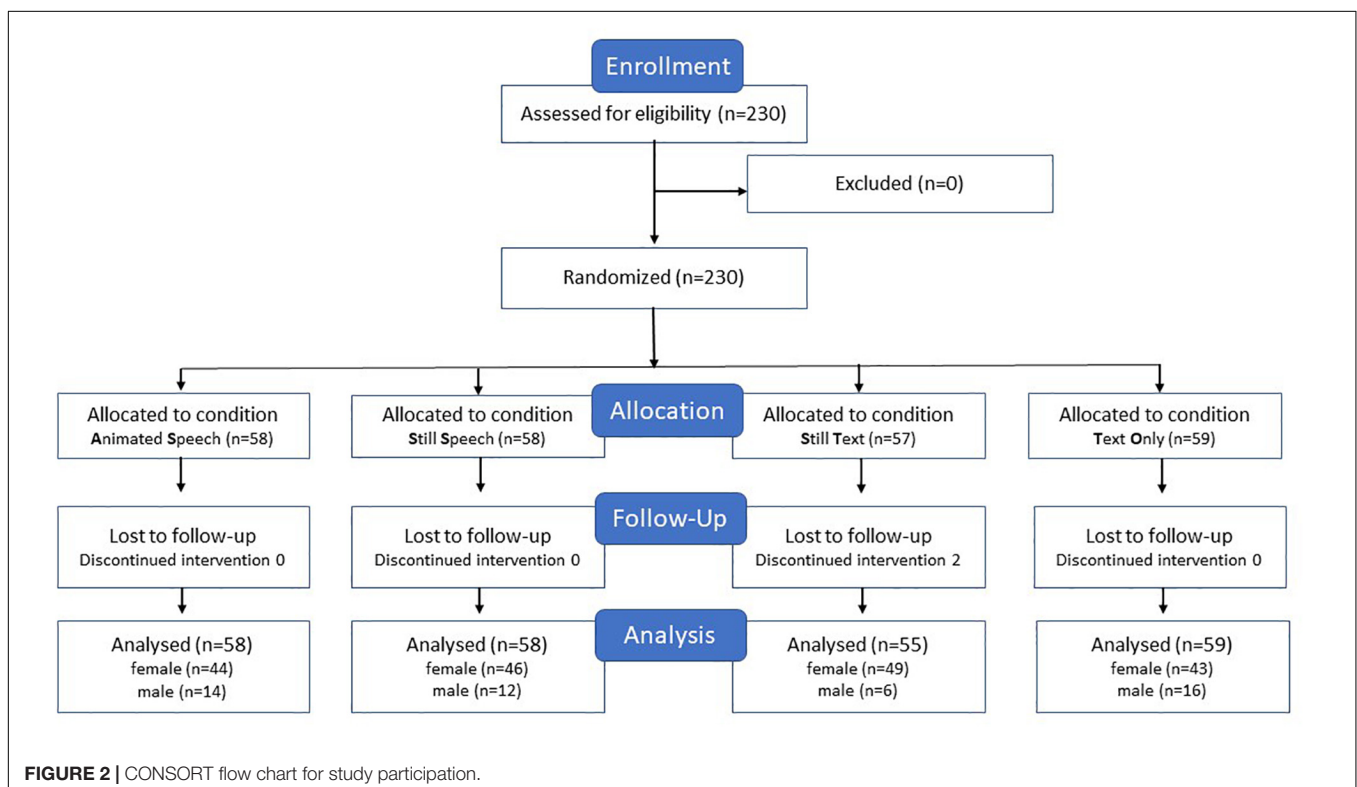 Enrollment
Assessed for eligibility (n=230)
Excluded (n=0)
Randomized (n=230)
Allocation
Allocated to condition
Animated Speech (n=58)
Allocated to condition
Still Speech (n=58)
Allocated to condition
Still Text (n=57)
Allocated to condition
Text Only (n=59)
Follow-Up
Lost to follow-up
Discontinued intervention 0
Lost to follow-up
Discontinued intervention 0
Lost to follow-up
Discontinued intervention 2
Lost to follow-up
Discontinued intervention 0
Analysis
Analysed (n=58)
female (n=44)
male (n=14)
Analysed (n=58)
female (n=46)
male (n=12)
Analysed (n=55)
female (n=49)
male (n=6)
Analysed (n=59)
female (n=43)
male (n=16)
FIGURE 2 | CONSORT flow chart for study participation.